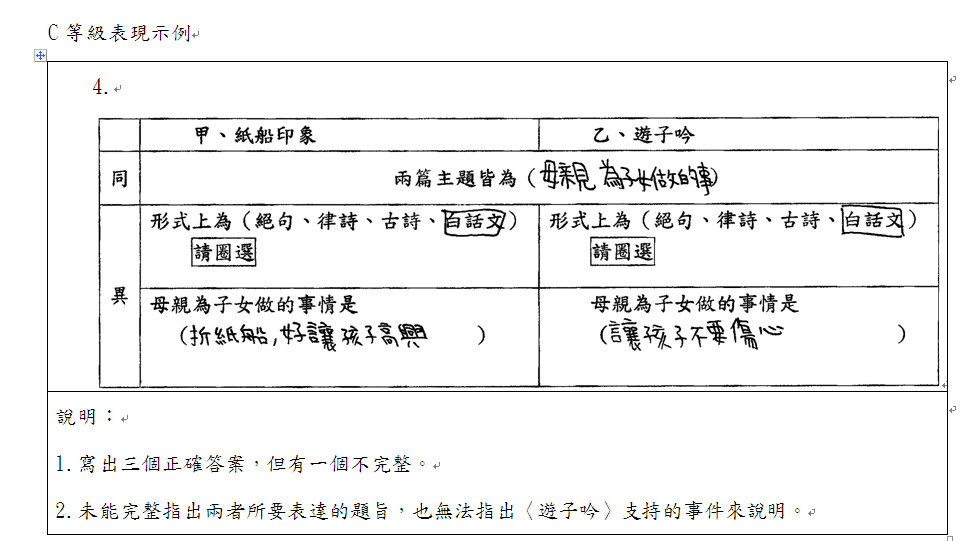 C等級表現示例
4.
甲、紙船印象 乙、遊子吟
同 兩篇主題皆為(母親為子女做的事)
異 形式上為(絕句、律詩、古詩、白話文) 形式上為(絕句、律詩、古詩、白話文)
請圈選 請圈選
母親為子女做的事情是 母親為子女做的事情是
(折紙船,好讓孩子高興) (讓孩子不要傷心)
說明：
1.寫出三個正確答案，但有一個不完整。
2.未能完整指出兩者所要表達的題旨，也無法指出〈遊子吟〉支持的事件來說明。